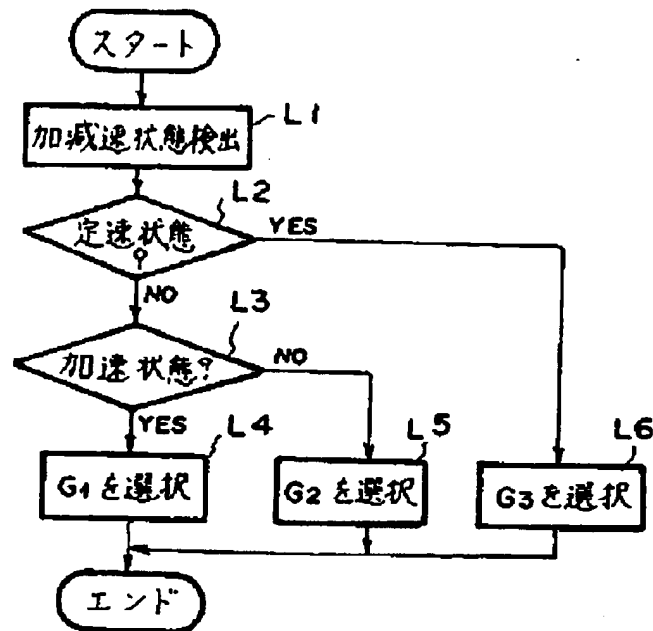 スタート
L1
加減速状態検出
L2
定速状態
?
YES
NO
L3
加速状態?
NO
YES
L4
G1を選択
L5
G2を選択
L6
G3を選択
エンド